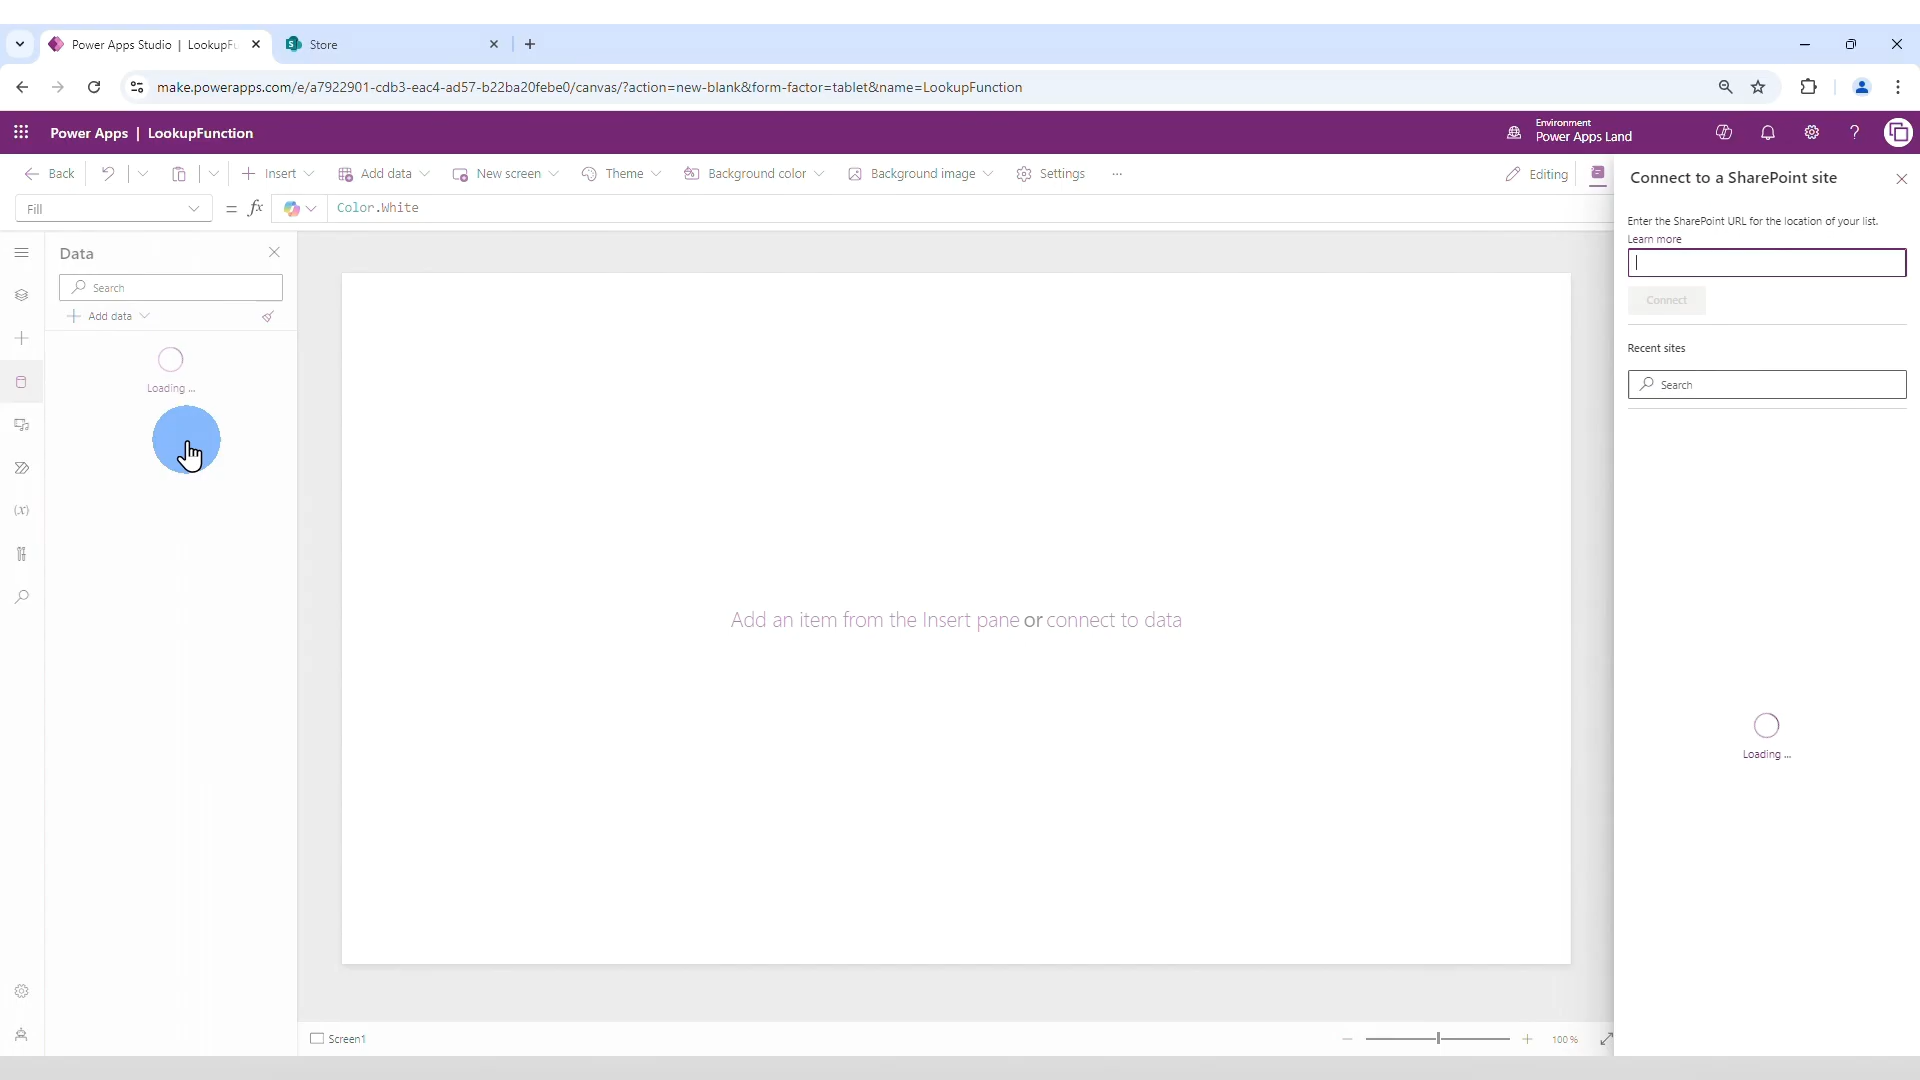 Power Apps Studio | LookupFu
Store
make.powerapps.com/e/a7922901-cdb3-eac4-ad57-b22ba20febe0/canvas/?action=new-blank&form-factor=tablet&name=LookupFunction
Power Apps | LookupFunction
Environment
Power Apps Land
Back
Insert
Add data
New screen
Theme
Background color
Background image
Settings
...
Editing
Fill
= fx
Color.White
Data
Search
Add data
Loading ...
Add an item from the Insert pane or connect to data
Screen1
100 %
Connect to a SharePoint site
Enter the SharePoint URL for the location of your list.
Learn more
Connect
Recent sites
Search
Loading ...